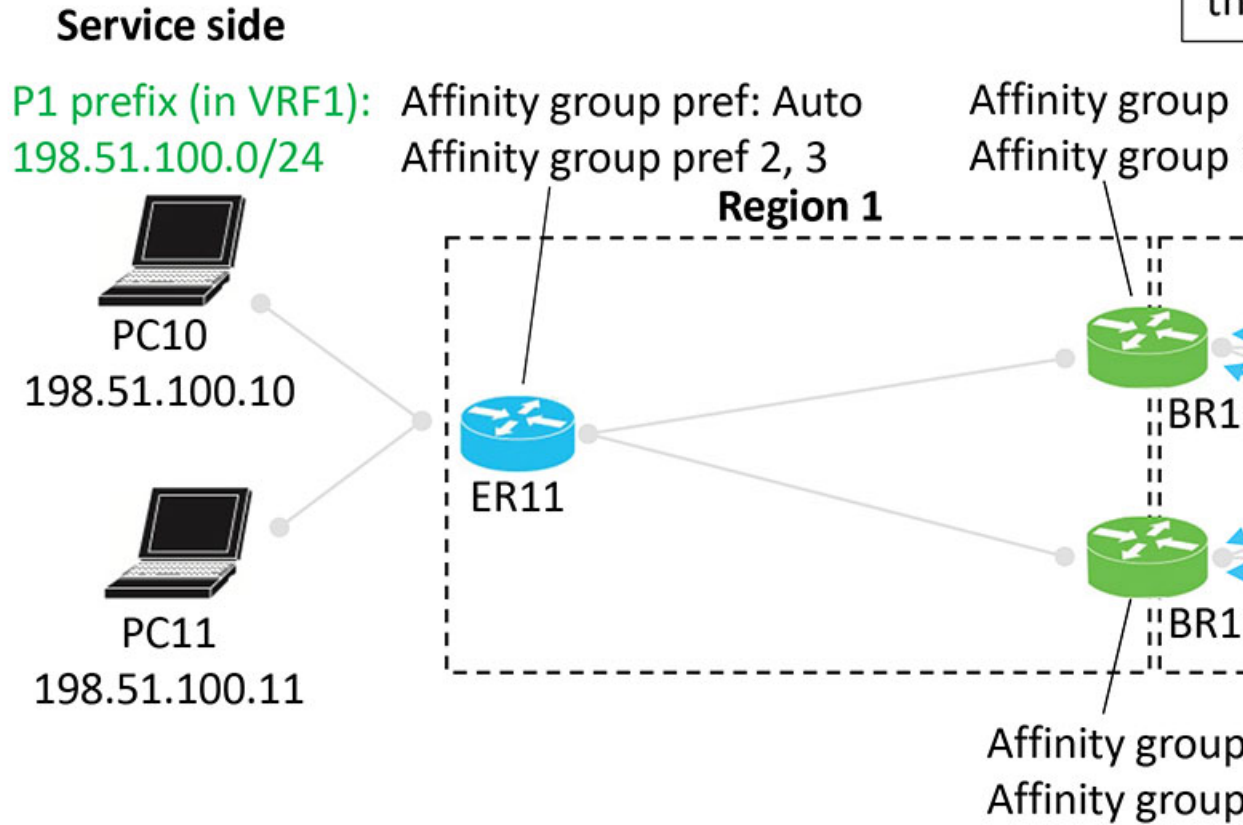 Service side
th
P1 prefix (in VRF1):
198.51.100.0/24
Affinity group pref: Auto
Affinity group pref 2, 3
Affinity group
Affinity group
Region 1
PC10
198.51.100.10
BR1
ER11
BR1
PC11
198.51.100.11
Affinity group
Affinity group